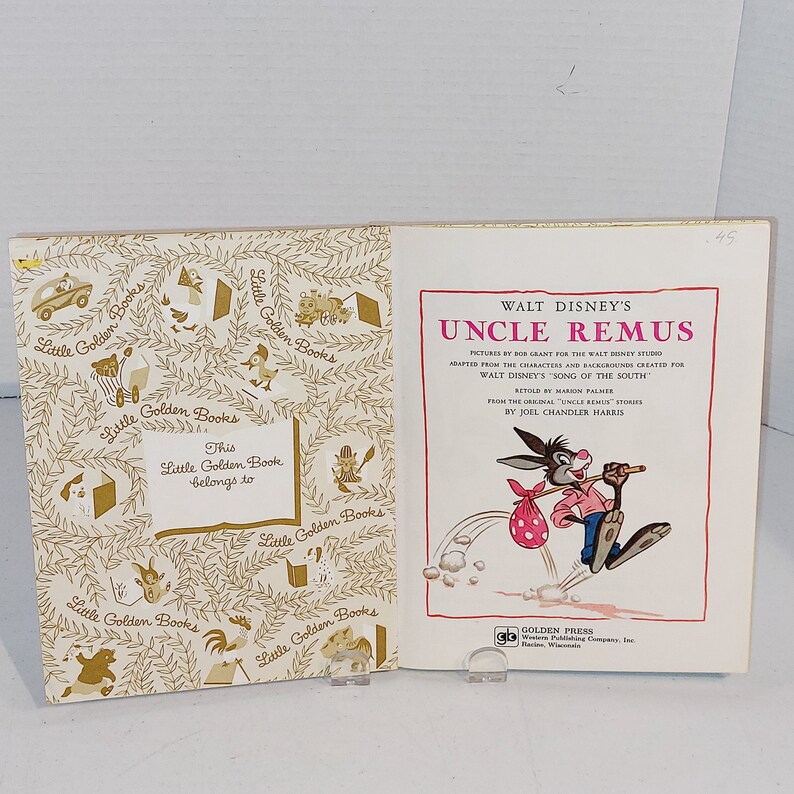 Little Golden Books
Little Golden Books
Little Golden Books
This
Little Golden Book
belongs to
Little Golden Books
Little Golden Books
Little Golden Books
.49
WALT DISNEY'S
UNCLE REMUS
PICTURES BY BOB GRANT FOR THE WALT DISNEY STUDIO
ADAPTED FROM THE CHARACTERS AND BACKGROUNDS CREATED FOR
WALT DISNEY'S "SONG OF THE SOUTH"
RETOLD BY MARION PALMER
FROM THE ORIGINAL "UNCLE REMUS" STORIES
BY JOEL CHANDLER HARRIS
GOLDEN PRESS
Western Publishing Company, Inc.
Racine, Wisconsin